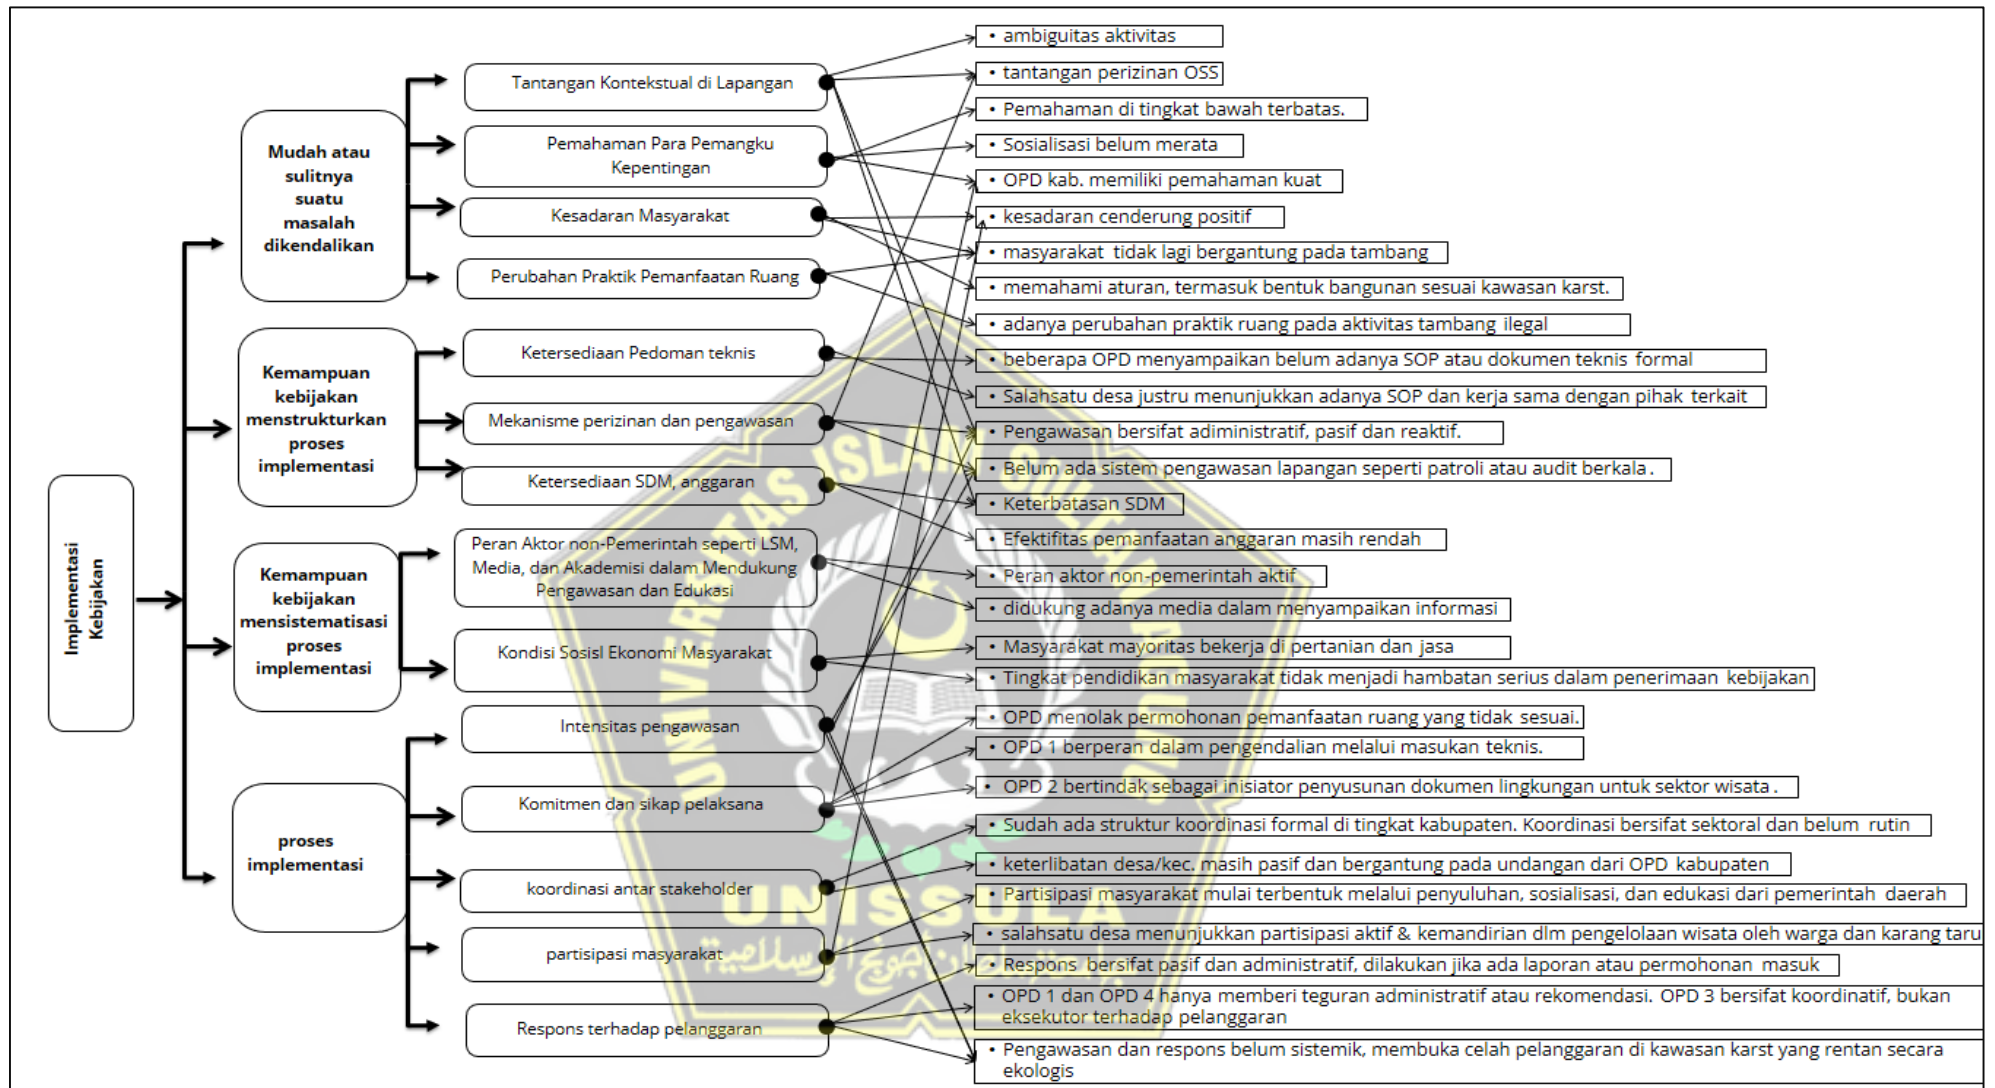 Implementasi
Kebijakan
Mudah atau
sulitnya
suatu
masalah
dikendalikan
Kemampuan
kebijakan
menstrukturkan
proses
implementasi
Kemampuan
kebijakan
mensistematisasi
proses
implementasi
proses
implementasi
Tantangan Kontekstual di Lapangan
Pemahaman Para Pemangku
Kepentingan
Kesadaran Masyarakat
Perubahan Praktik Pemanfaatan Ruang
Ketersediaan Pedoman teknis
Mekanisme perizinan dan pengawasan
Ketersediaan SDM, anggaran
Peran Aktor non-Pemerintah seperti LSM,
Media, dan Akademisi dalam Mendukung
Pengawasan dan Edukasi
Kondisi Sosisl Ekonomi Masyarakat
Intensitas pengawasan
Komitmen dan sikap pelaksana
koordinasi antar stakeholder
partisipasi masyarakat
Respons terhadap pelanggaran
• ambiguitas aktivitas
• tantangan perizinan OSS
• Pemahaman di tingkat bawah terbatas.
• Sosialisasi belum merata
• OPD kab. memiliki pemahaman kuat
• kesadaran cenderung positif
• masyarakat tidak lagi bergantung pada tambang
• memahami aturan, termasuk bentuk bangunan sesuai kawasan karst.
• adanya perubahan praktik ruang pada aktivitas tambang ilegal
• beberapa OPD menyampaikan belum adanya SOP atau dokumen teknis formal
• Salahsatu desa justru menunjukkan adanya SOP dan kerja sama dengan pihak terkait
• Pengawasan bersifat adiministratif, pasif dan reaktif.
• Belum ada sistem pengawasan lapangan seperti patroli atau audit berkala.
• Keterbatasan SDM
• Efektifitas pemanfaatan anggaran masih rendah
• Peran aktor non-pemerintah aktif
• didukung adanya media dalam menyampaikan informasi
• Masyarakat mayoritas bekerja di pertanian dan jasa
• Tingkat pendidikan masyarakat tidak menjadi hambatan serius dalam penerimaan kebijakan
• OPD menolak permohonan pemanfaatan ruang yang tidak sesuai.
• OPD 1 berperan dalam pengendalian melalui masukan teknis.
• OPD 2 bertindak sebagai inisiator penyusunan dokumen lingkungan untuk sektor wisata.
• Sudah ada struktur koordinasi formal di tingkat kabupaten. Koordinasi bersifat sektoral dan belum rutin
• keterlibatan desa/kec. masih pasif dan bergantung pada undangan dari OPD kabupaten
• Partisipasi masyarakat mulai terbentuk melalui penyuluhan, sosialisasi, dan edukasi dari pemerintah daerah
• salahsatu desa menunjukkan partisipasi aktif & kemandirian dlm pengelolaan wisata oleh warga dan karang taru
• Respons bersifat pasif dan administratif, dilakukan jika ada laporan atau permohonan masuk
• OPD 1 dan OPD 4 hanya memberi teguran administratif atau rekomendasi. OPD 3 bersifat koordinatif, bukan
eksekutor terhadap pelanggaran
• Pengawasan dan respons belum sistemik, membuka celah pelanggaran di kawasan karst yang rentan secara
ekologis
UNIVERSITAS ISLAM SULTAN AGUNG
UNISSULA